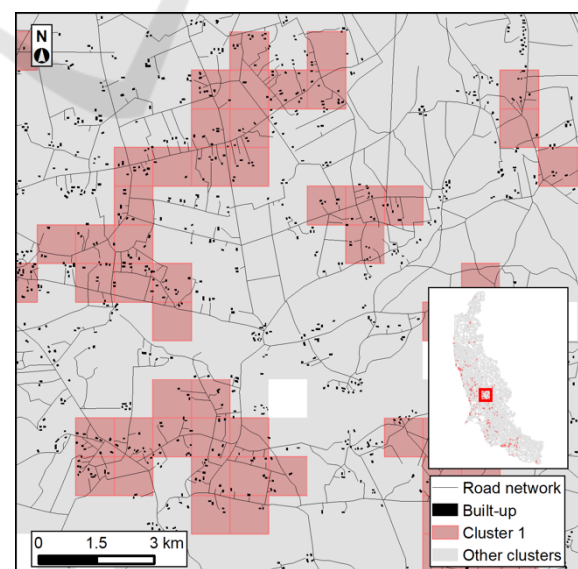 N
Road network
Built-up
Cluster 1
Other clusters
0 1.5 3 km